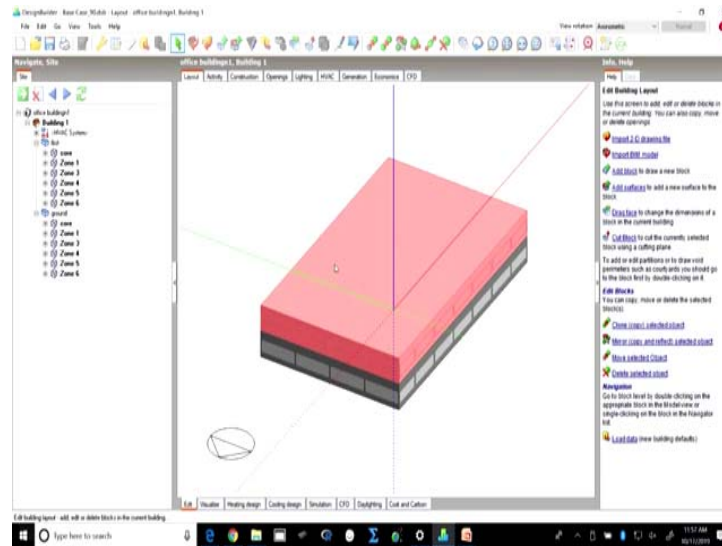 DesignBuilder - Base Case_90.dsb - Layout - office buildingn1, Building 1
File Edit Go View Tools Help
View rotation Axonometric
Navigate, Site
Site
office buildingn1
Building 1
HVAC Systems
core
Zone 1
Zone 3
Zone 4
Zone 5
Zone 6
ground
core
Zone 1
Zone 3
Zone 4
Zone 5
Zone 6
office buildingn1, Building 1
Layout Activity Construction Openings Lighting HVAC Generation Economics CFD
Edit Visualise Heating design Cooling design Simulation CFD Daylighting Cost and Carbon
Info, Help
Help
Edit Building Layout
Use this screen to add, edit or delete blocks in
the current building. You can also copy, move
or delete openings
Import 2-D drawing file
Import BIM model
Add block to draw a new block
Add surfaces to add a new surface to the
block
Drag face to change the dimensions of a
block in the current building
Cut Block to cut the currently selected
block using a cutting plane
To add or edit partitions or to draw void
perimeters such as courtyards you should go
to the block first by double-clicking on it.
Edit Blocks
You can copy, move or delete the selected
block(s)
Clone (copy) selected object
Mirror (copy and reflect) selected object
Move selected Object
Delete selected object
Navigation
Go to block level by double-clicking on the
appropriate block in the Model view or
single-clicking on the block in the Navigator
list.
Load data (new building defaults)
Edit building layout - add, edit or delete blocks in the current building
Type here to search
11:57 AM
10/11/2019